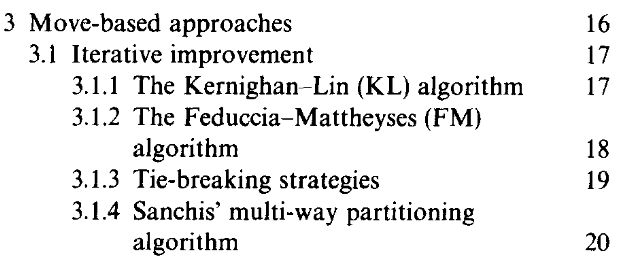 3 Move-based approaches 16
3.1 Iterative improvement 17
3.1.1 The Kernighan–Lin (KL) algorithm 17
3.1.2 The Feduccia–Mattheyses (FM)
algorithm 18
3.1.3 Tie-breaking strategies 19
3.1.4 Sanchis' multi-way partitioning
algorithm 20